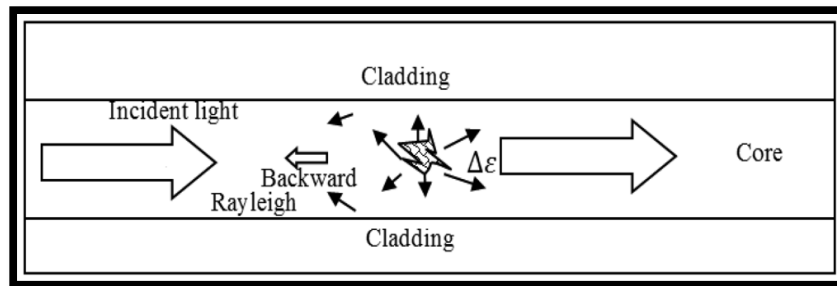 Cladding
Incident light
Core
Δε
Backward
Rayleigh
Cladding